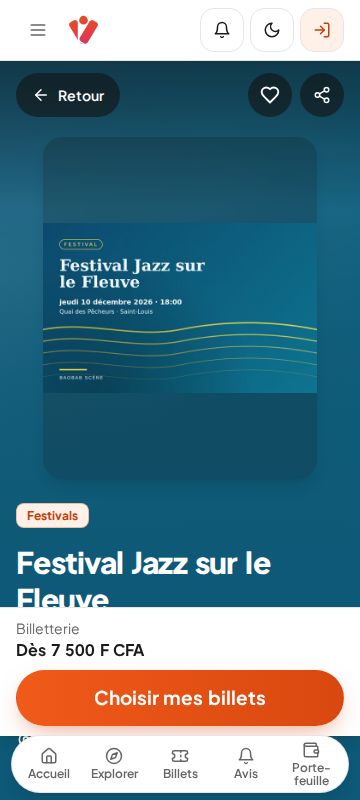 Retour
FESTIVAL
Festival Jazz sur
le Fleuve
Jeudi 10 décembre 2026 · 18:00
Quai des Pêcheurs · Saint-Louis
BAOBAB SCÈNE
Festivals
Festival Jazz sur le
Fleuve
Billetterie
Dès 7 500 F CFA
Choisir mes billets
Accueil
Explorer
Billets
Avis
Porte-
feuille